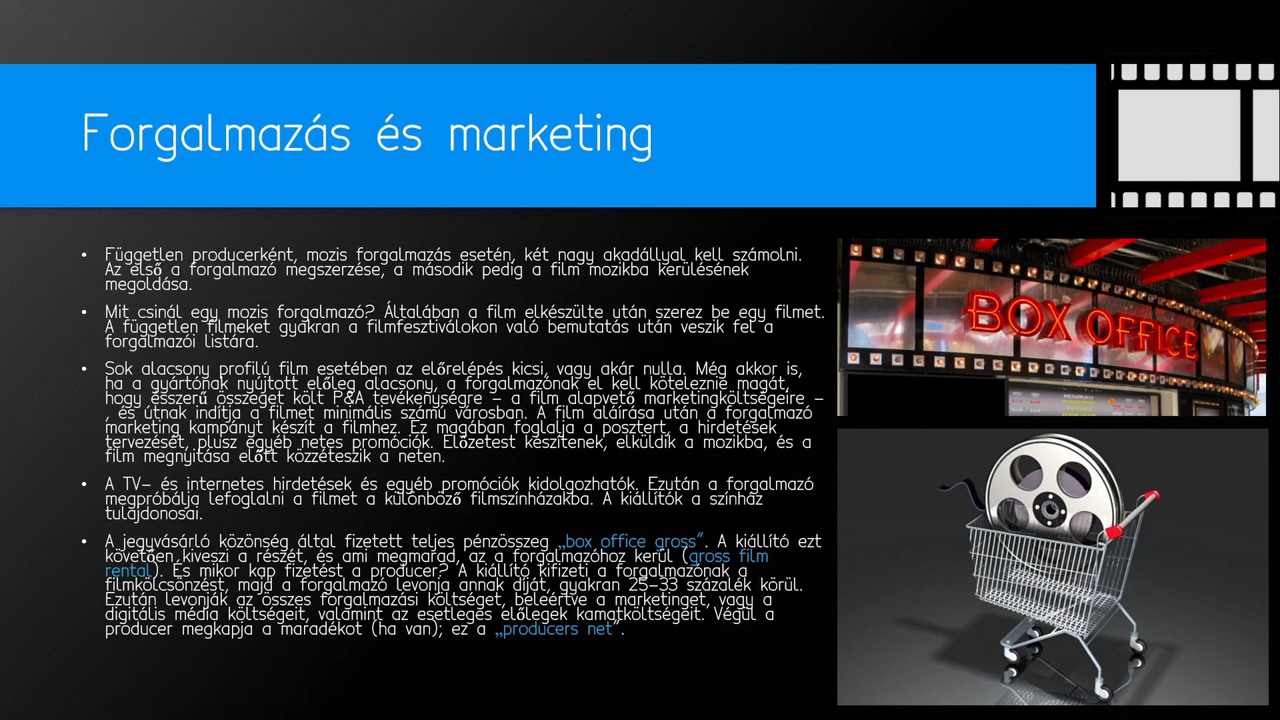 Forgalmazás és marketing
• Független producerként, mozis forgalmazás esetén, két nagy akadállyal kell számolni.
Az első a forgalmazó megszerzése, a második pedig a film mozikba kerülésének
megoldása.
• Mit csinál egy mozis forgalmazó? Általában a film elkészülte után szerez be egy filmet.
A független filmeket gyakran a filmfesztiválokon való bemutatás után veszik fel a
forgalmazói listára.
• Sok alacsony profilú film esetében az előrelépés kicsi, vagy akár nulla. Még akkor is,
ha a gyártónak nyújtott előleg alacsony, a forgalmazónak el kell köteleznie magát,
hogy ésszerű összeget költ P&A tevékenységre – a film alapvető marketingköltségeire –
, és útnak indítja a filmet minimális számú városban. A film aláírása után a forgalmazó
marketing kampányt készít a filmhez. Ez magában foglalja a posztert, a hirdetések
tervezését, plusz egyéb netes promóciók. Előzetest készítenek, elküldik a mozikba, és a
film megnyitása előtt közzéteszik a neten.
• A TV– és internetes hirdetések és egyéb promóciók kidolgozhatók. Ezután a forgalmazó
megpróbálja lefoglalni a filmet a különböző filmszínházakba. A kiállítók a színház
tulajdonosai.
• A jegyvásárló közönség által fizetett teljes pénzösszeg „box office gross”. A kiállító ezt
követően kiveszi a részét, és ami megmarad, az a forgalmazóhoz kerül (gross film
rental). És mikor kap fizetést a producer? A kiállító kifizeti a forgalmazónak a
filmkölcsönzést, majd a forgalmazó levonja annak díját, gyakran 25–33 százalék körül.
Ezután levonják az összes forgalmazási költséget, beleértve a marketinget, vagy a
digitális média költségeit, valamint az esetleges előlegek kamatköltségeit. Végül a
producer megkapja a maradékot (ha van); ez a „producers net”.
BOX OFFICE